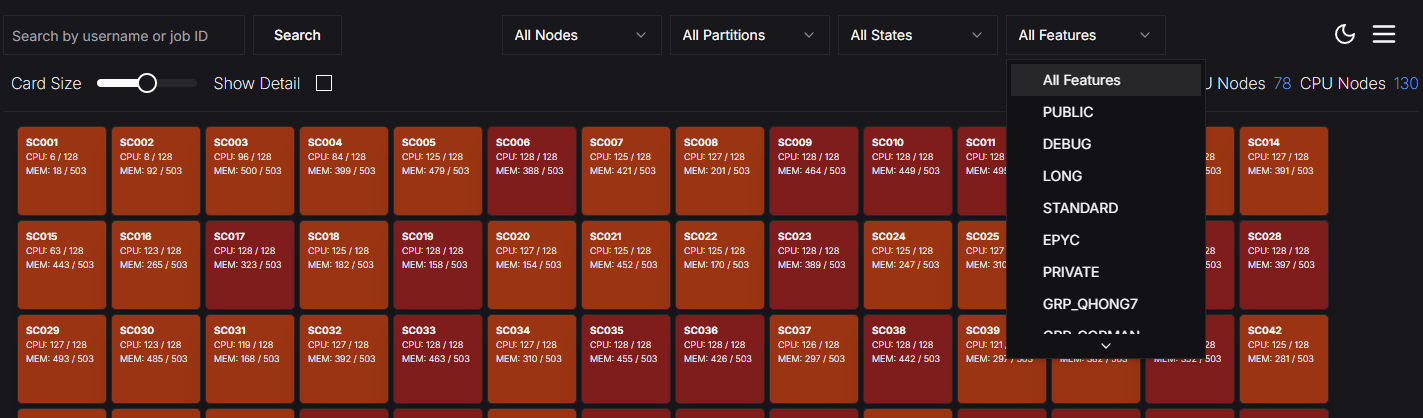 Search by username or job ID Search All Nodes All Partitions All States All Features
Card Size Show Detail Nodes 78 CPU Nodes 130
All Features
PUBLIC
DEBUG
LONG
STANDARD
EPYC
PRIVATE
GRP_QHONG7
SC001 SC002 SC003 SC004 SC005 SC006 SC007 SC008 SC009 SC010 SC011 SC014
CPU: 6 / 128 CPU: 8 / 128 CPU: 96 / 128 CPU: 84 / 128 CPU: 125 / 128 CPU: 128 / 128 CPU: 125 / 128 CPU: 127 / 128 CPU: 128 / 128 CPU: 128 / 128 CPU: 128 CPU: 127 / 128
MEM: 18 / 503 MEM: 92 / 503 MEM: 500 / 503 MEM: 399 / 503 MEM: 479 / 503 MEM: 388 / 503 MEM: 421 / 503 MEM: 201 / 503 MEM: 464 / 503 MEM: 449 / 503 MEM: 495 03 MEM: 391 / 503
SC015 SC016 SC017 SC018 SC019 SC020 SC021 SC022 SC023 SC024 SC025 SC028
CPU: 63 / 128 CPU: 123 / 128 CPU: 128 / 128 CPU: 125 / 128 CPU: 128 / 128 CPU: 127 / 128 CPU: 125 / 128 CPU: 125 / 128 CPU: 128 / 128 CPU: 125 / 128 CPU: 127 CPU: 128 / 128
MEM: 443 / 503 MEM: 265 / 503 MEM: 323 / 503 MEM: 182 / 503 MEM: 158 / 503 MEM: 154 / 503 MEM: 452 / 503 MEM: 170 / 503 MEM: 389 / 503 MEM: 247 / 503 MEM: 310 03 MEM: 397 / 503
SC029 SC030 SC031 SC032 SC033 SC034 SC035 SC036 SC037 SC038 SC039 SC042
CPU: 127 / 128 CPU: 123 / 128 CPU: 119 / 128 CPU: 127 / 128 CPU: 128 / 128 CPU: 127 / 128 CPU: 128 / 128 CPU: 128 / 128 CPU: 126 / 128 CPU: 128 / 128 CPU: 121 CPU: 125 / 128
MEM: 493 / 503 MEM: 485 / 503 MEM: 168 / 503 MEM: 392 / 503 MEM: 463 / 503 MEM: 310 / 503 MEM: 455 / 503 MEM: 426 / 503 MEM: 297 / 503 MEM: 442 / 503 MEM: 297 / 503 MEM: 382 / 503 MEM: 352 / 503 MEM: 281 / 503